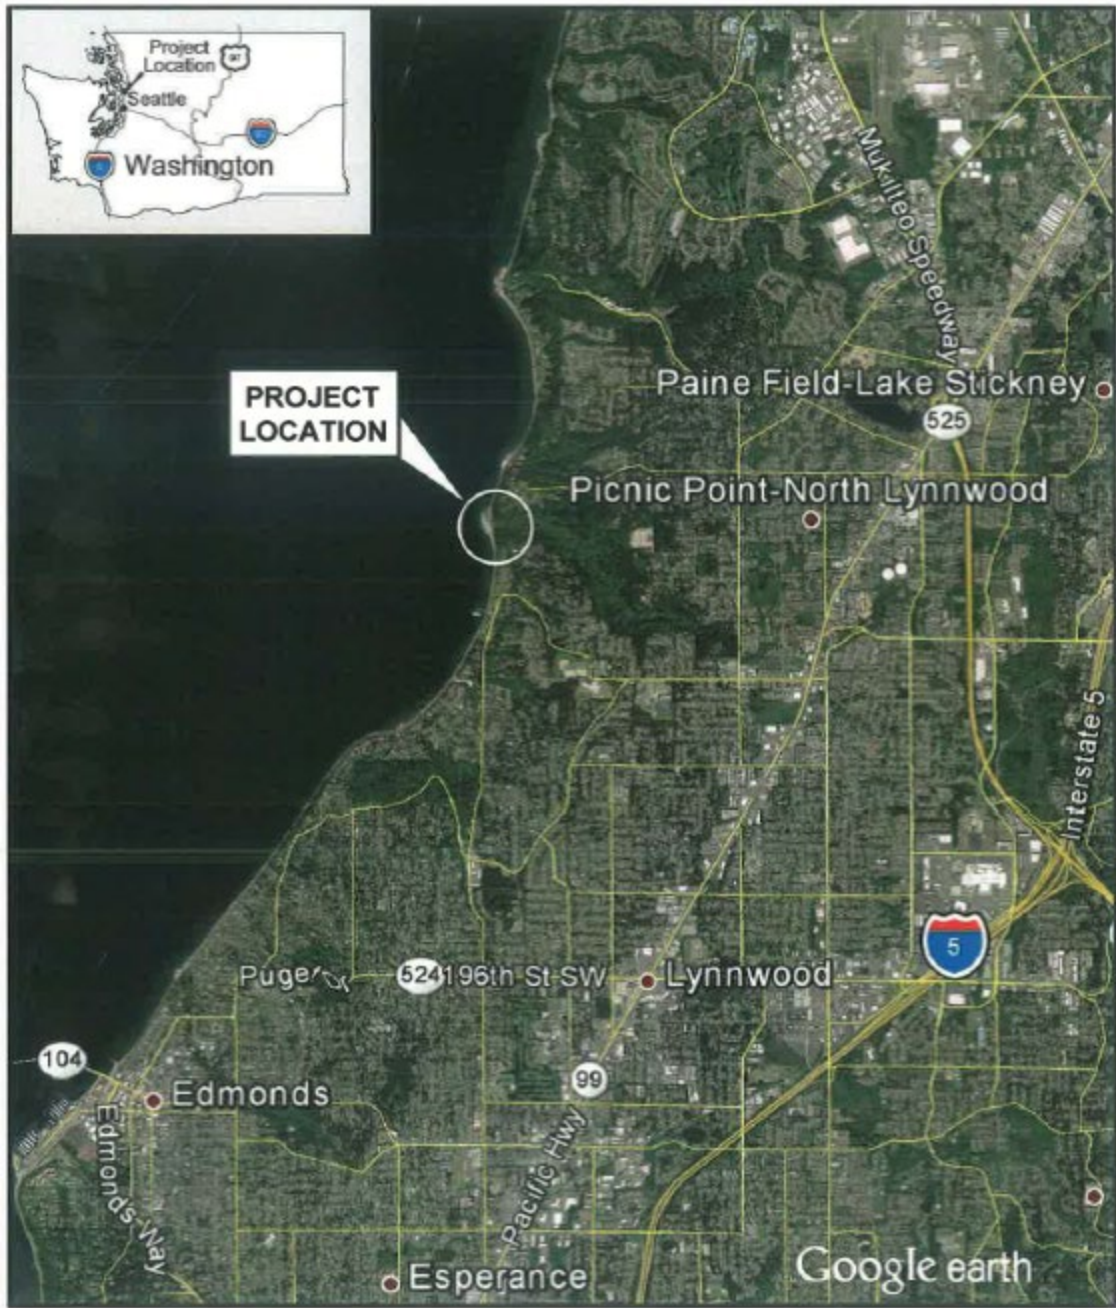 Project
Location
97
Seattle
Washington
Mukilteo Speedway
PROJECT
LOCATION
Paine Field-Lake Stickney
525
Picnic Point-North Lynnwood
Interstate 5
5
524
196th St SW
Lynnwood
104
Edmonds
99
Edmonds Way
Pacific Hwy
Esperance
Google earth